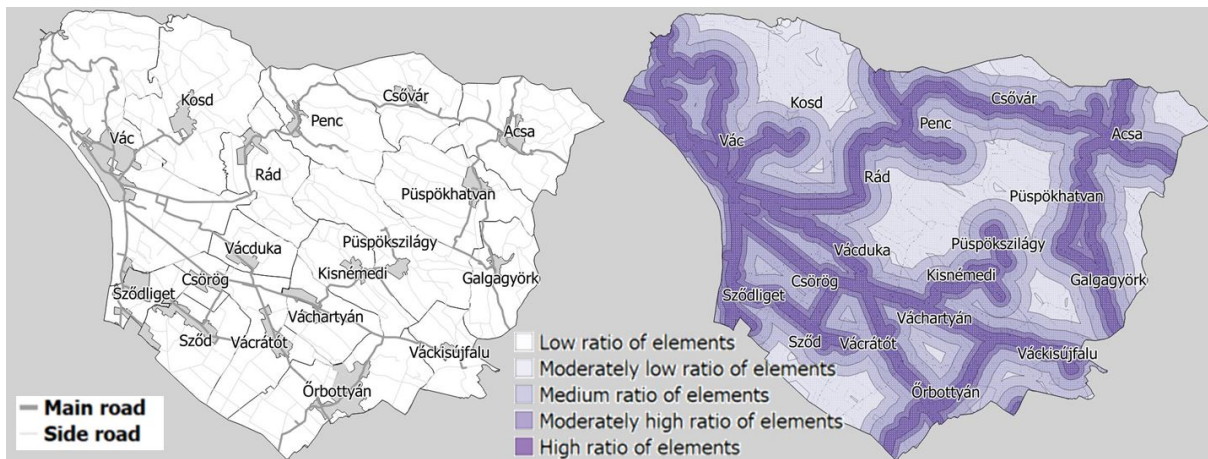 Kosd
Csővár
Penc
Acsa
Vác
Rád
Püspökhatvan
Vácduka
Püspökszilágy
Kisnémedi
Csörög
Galgagyörk
Sződliget
Váchartyán
Sződ
Vácrátót
Váckisújfalu
Őrbottyán
Main road
Side road
Kosd
Csővár
Penc
Acsa
Vác
Rád
Püspökhatvan
Vácduka
Püspökszilágy
Kisnémedi
Csörög
Galgagyörk
Sződliget
Váchartyán
Sződ
Vácrátót
Váckisújfalu
Őrbottyán
Low ratio of elements
Moderately low ratio of elements
Medium ratio of elements
Moderately high ratio of elements
High ratio of elements